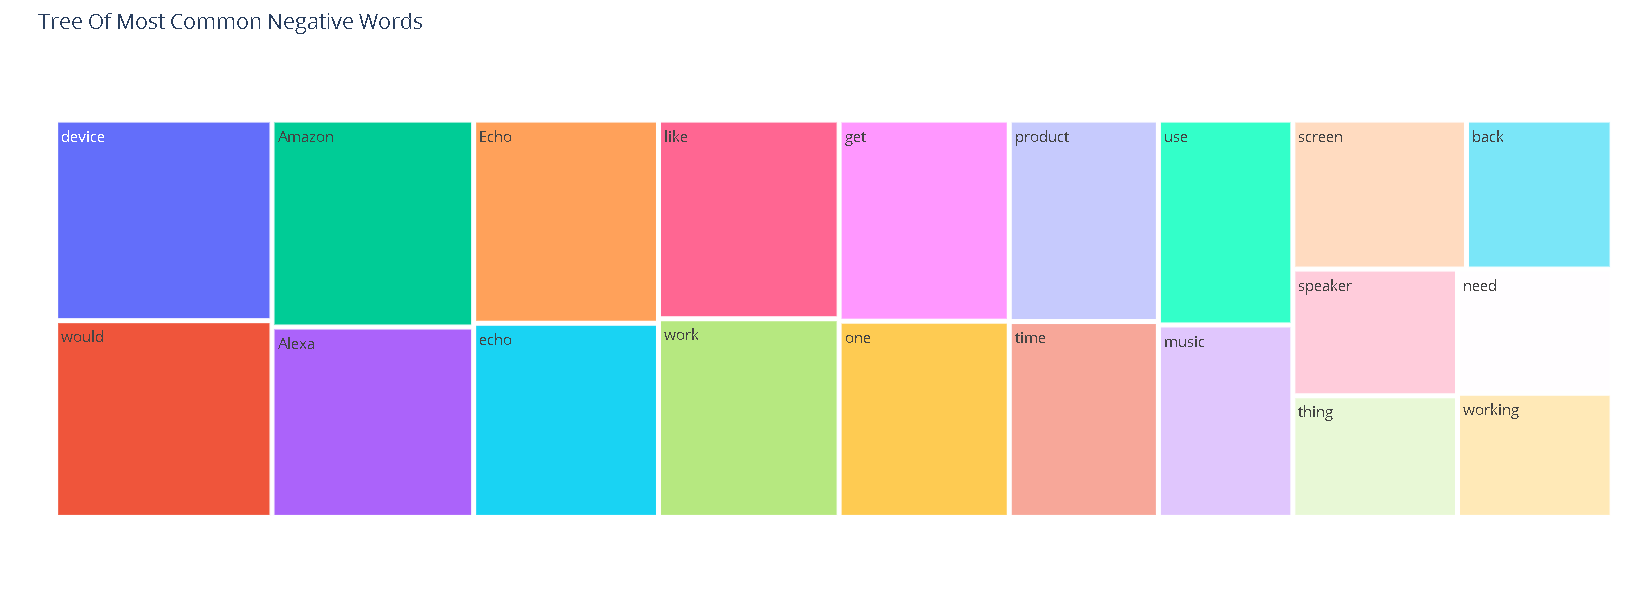 Tree Of Most Common Negative Words
device
Amazon
Echo
like
get
product
use
screen
back
speaker
need
would
Alexa
echo
work
one
time
music
thing
working